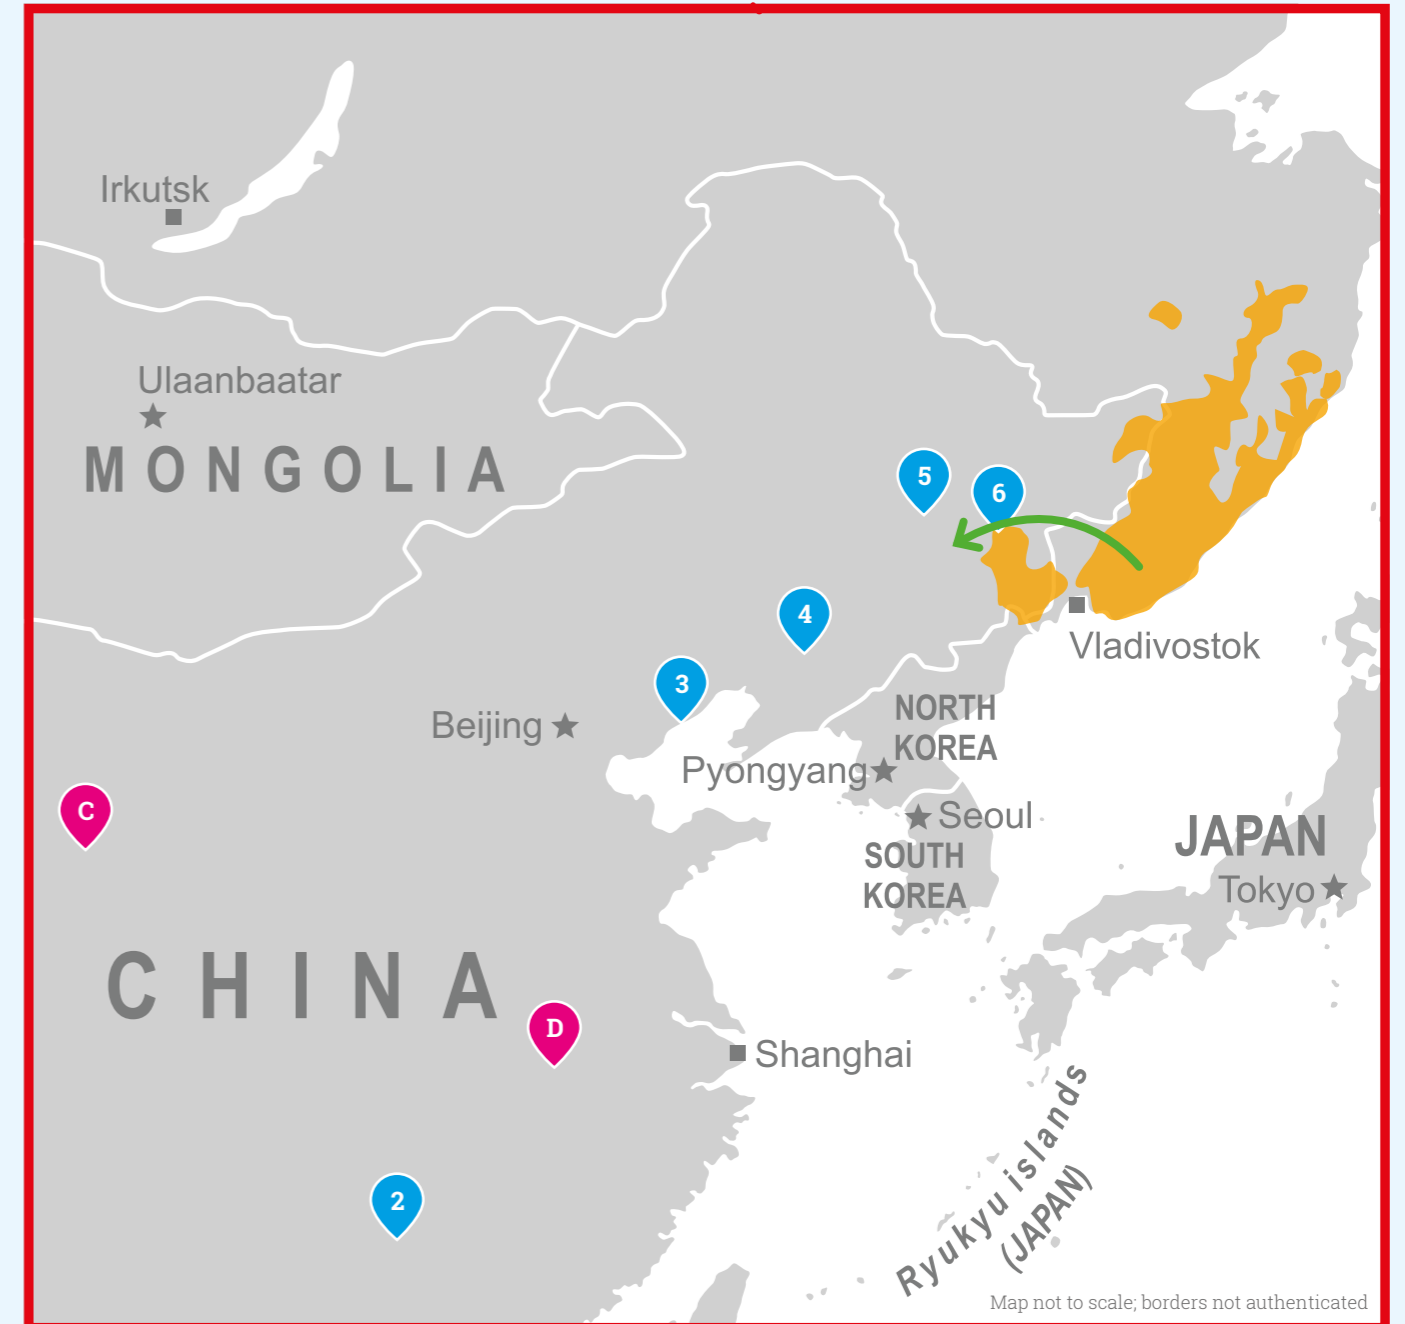 Irkutsk
Ulaanbaatar
MONGOLIA
5
6
4
Vladivostok
3
NORTH
KOREA
Beijing
Pyongyang
C
Seoul
JAPAN
SOUTH
KOREA
Tokyo
CHINA
D
Shanghai
2
Ryukyu islands
(JAPAN)
Map not to scale; borders not authenticated